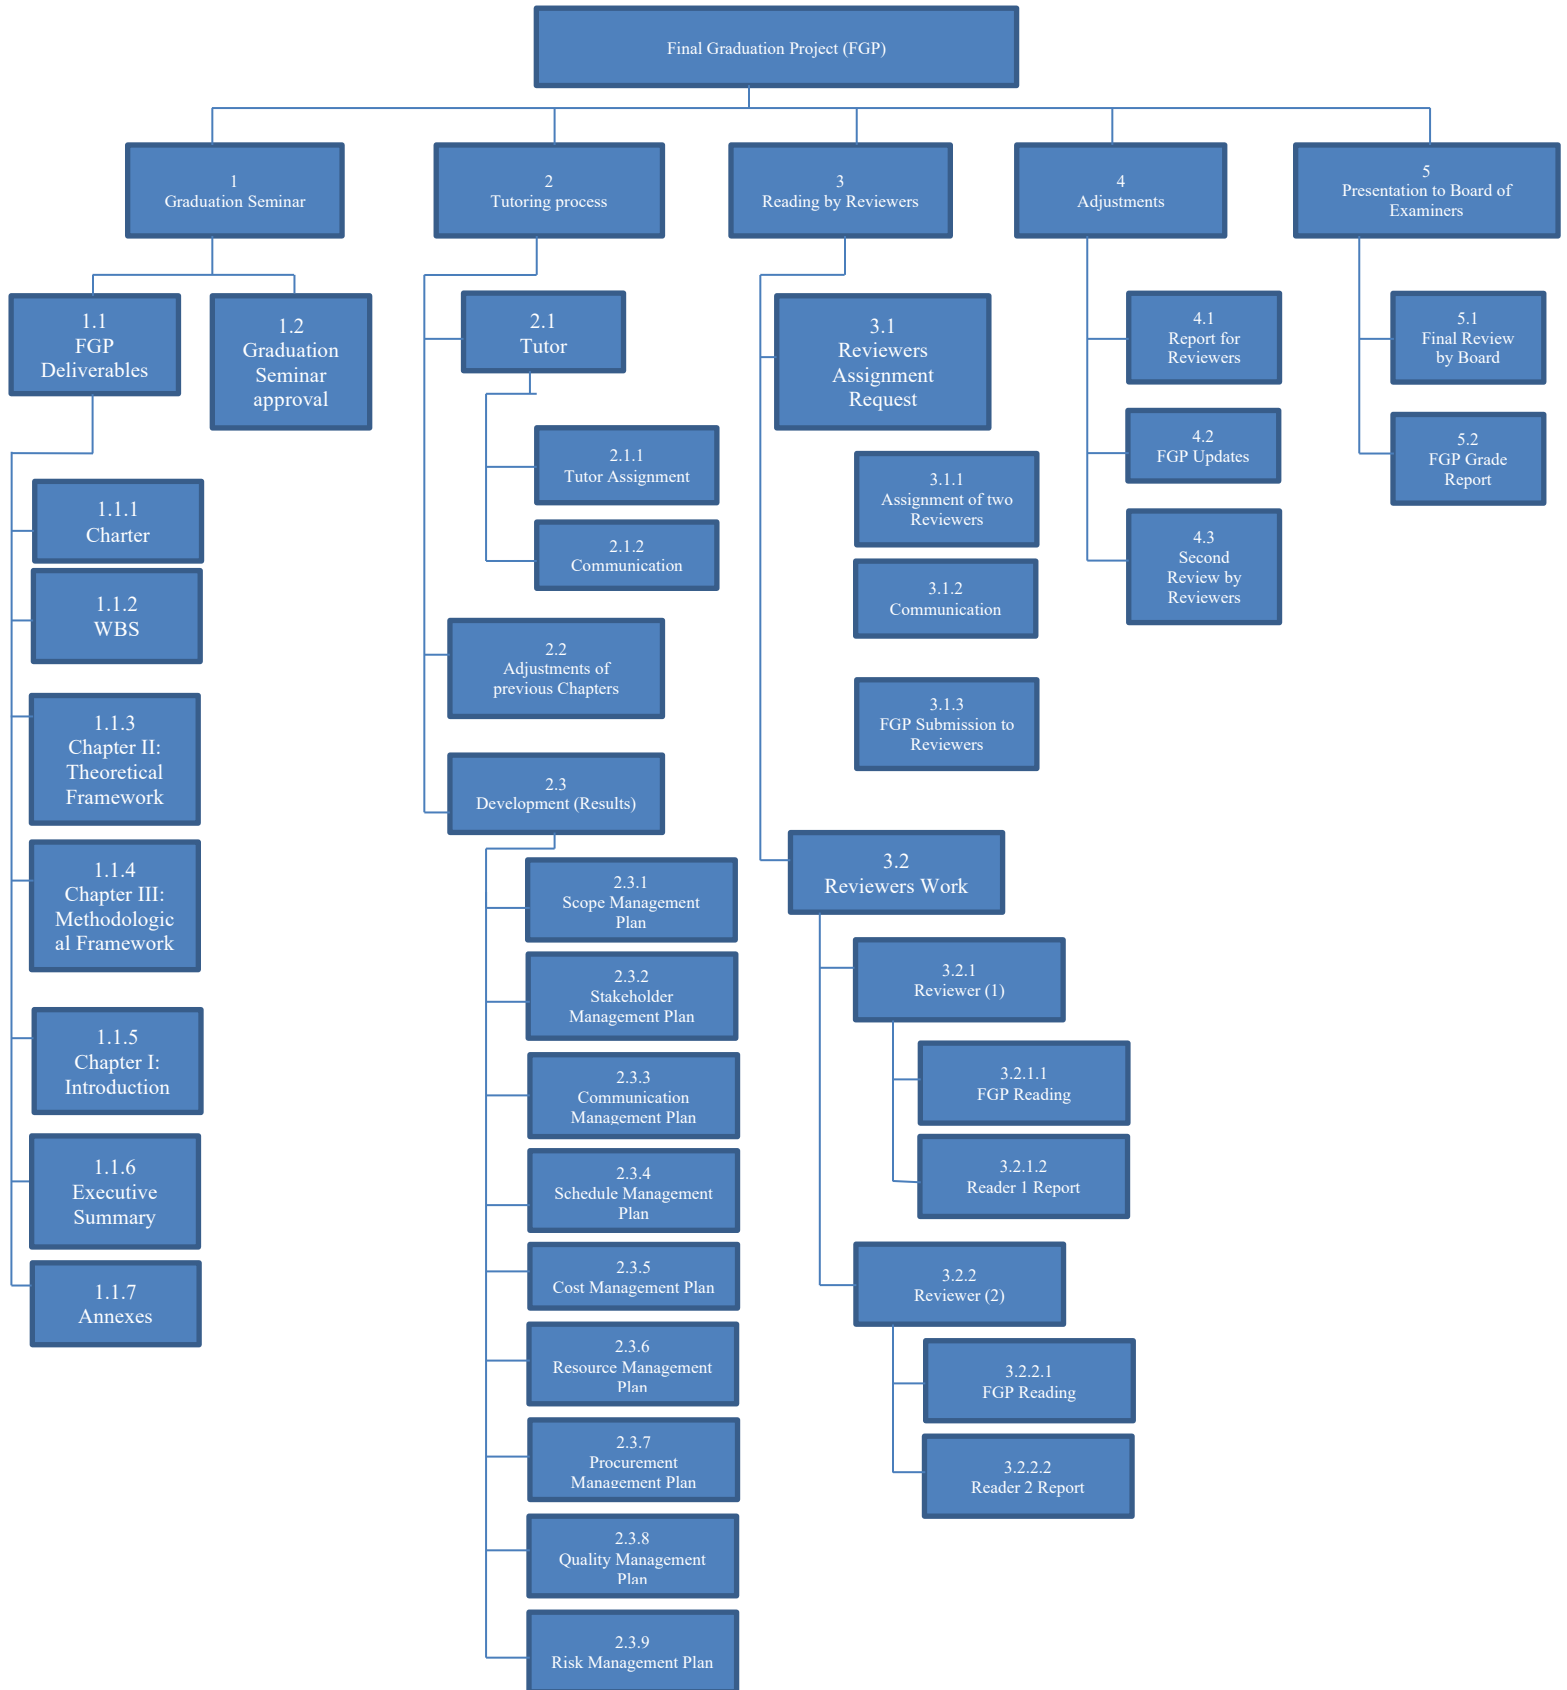 Final Graduation Project (FGP)
1
Graduation Seminar
2
Tutoring process
3
Reading by Reviewers
4
Adjustments
5
Presentation to Board of
Examiners
1.1
FGP
Deliverables
1.2
Graduation
Seminar
approval
1.1.1
Charter
1.1.2
WBS
1.1.3
Chapter II:
Theoretical
Framework
1.1.4
Chapter III:
Methodologic
al Framework
1.1.5
Chapter I:
Introduction
1.1.6
Executive
Summary
1.1.7
Annexes
2.1
Tutor
2.1.1
Tutor Assignment
2.1.2
Communication
2.2
Adjustments of
previous Chapters
2.3
Development (Results)
2.3.1
Scope Management
Plan
2.3.2
Stakeholder
Management Plan
2.3.3
Communication
Management Plan
2.3.4
Schedule Management
Plan
2.3.5
Cost Management Plan
2.3.6
Resource Management
Plan
2.3.7
Procurement
Management Plan
2.3.8
Quality Management
Plan
2.3.9
Risk Management Plan
3.1
Reviewers
Assignment
Request
3.1.1
Assignment of two
Reviewers
3.1.2
Communication
3.1.3
FGP Submission to
Reviewers
3.2
Reviewers Work
3.2.1
Reviewer (1)
3.2.1.1
FGP Reading
3.2.1.2
Reader 1 Report
3.2.2
Reviewer (2)
3.2.2.1
FGP Reading
3.2.2.2
Reader 2 Report
4.1
Report for
Reviewers
4.2
FGP Updates
4.3
Second
Review by
Reviewers
5.1
Final Review
by Board
5.2
FGP Grade
Report